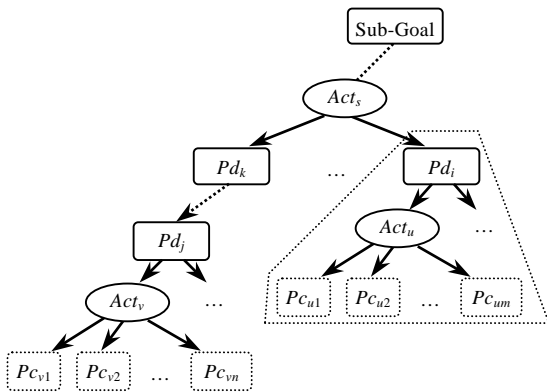 Sub-Goal
Act_s
Pd_k ... Pd_i
Pd_j Act_u ...
Act_v ... Pc_u1 Pc_u2 ... Pc_um
Pc_v1 Pc_v2 ... Pc_vn